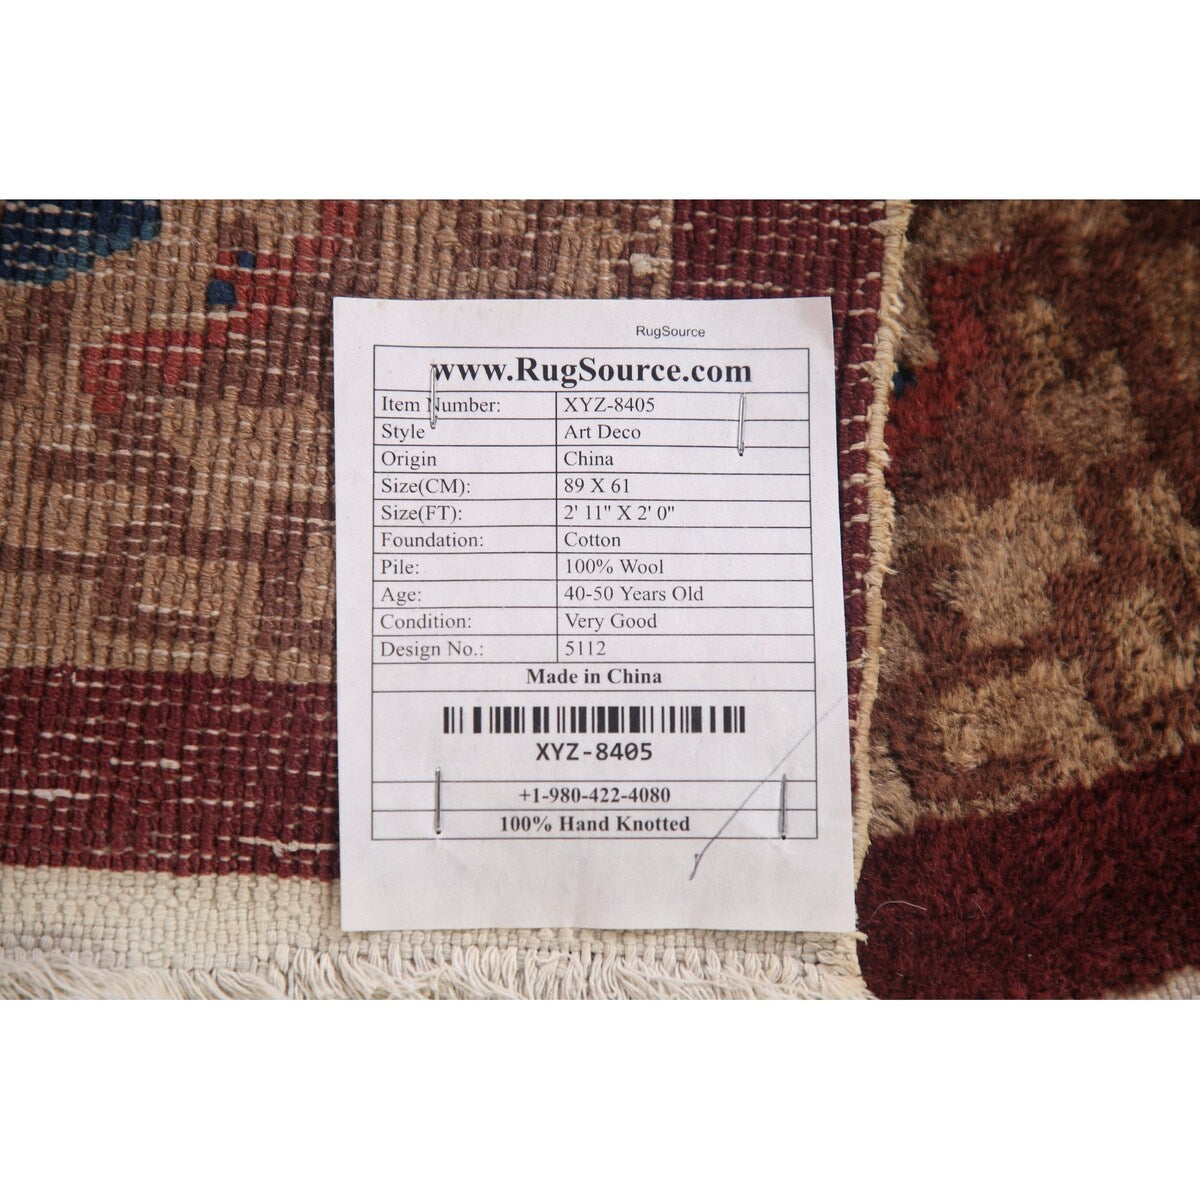 RugSource
www.RugSource.com
Item Number: XYZ-8405
Style Art Deco
Origin China
Size(CM): 89 X 61
Size(FT): 2' 11" X 2' 0"
Foundation: Cotton
Pile: 100% Wool
Age: 40-50 Years Old
Condition: Very Good
Design No.: 5112
Made in China
XYZ-8405
+1-980-422-4080
100% Hand Knotted